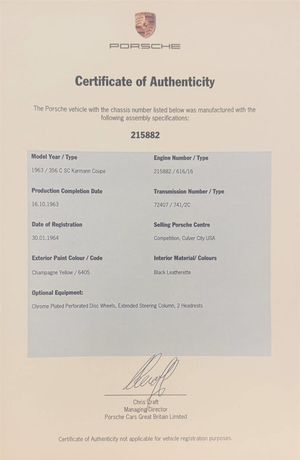 PORSCHE
Certificate of Authenticity
The Porsche vehicle with the chassis number listed below was manufactured with the
following assembly specifications:
215882
Model Year / Type
1963 / 356 C SC Karmann Coupe
Engine Number / Type
215882 / 616/16
Production Completion Date
16.10.1963
Transmission Number / Type
72407 / 741/2C
Date of Registration
30.01.1964
Selling Porsche Centre
Competition, Culver City USA
Exterior Paint Colour / Code
Champagne Yellow / 6405
Interior Material/ Colours
Black Leatherette
Optional Equipment:
Chrome Plated Perforated Disc Wheels, Extended Steering Column, 2 Headrests
Chris Craft
Managing Director
Porsche Cars Great Britain Limited
Certificate of Authenticity not applicable for vehicle registration purposes.